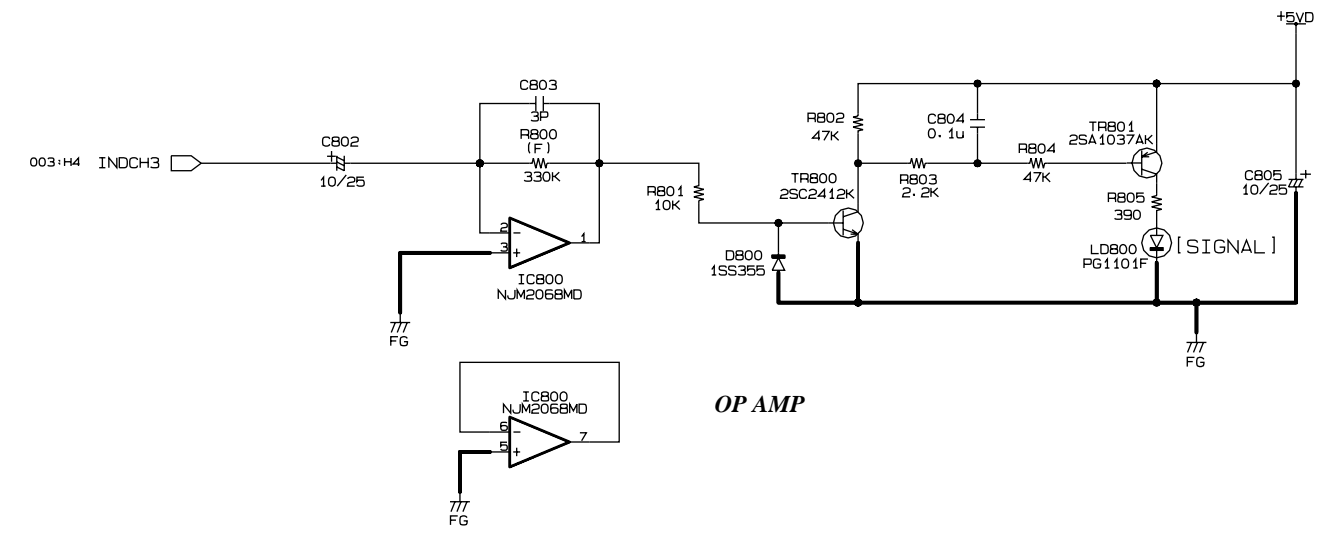 +5VD
C803
3P
R800
(F)
330K
C802
+
10/25
003:H4 INDCH3
R801
10K
R802
47K
C804
0.1u
TR801
2SA1037AK
R804
47K
R803
2.2K
TR800
2SC2412K
C805
+
10/25
R805
390
2
-
3
+
1
IC800
NJM2068MD
D800
1SS355
LD800
PG1101F
[SIGNAL]
FG
FG
IC800
NJM2068MD
6
-
5
+
7
OP AMP
FG